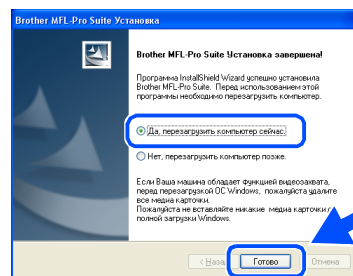 Brother MFL-Pro Suite Установка
Brother MFL-Pro Suite Установка завершена!
Программа InstallShield Wizard успешно установила
Brother MFL-Pro Suite. Перед использованием этой
программы необходимо перезагрузить компьютер.
Да, перезагрузить компьютер сейчас.
Нет, перезагрузить компьютер позже.
Если Ваша машина обладает функцией видеозахвата,
перед перезагрузкой ОС Windows, пожалуйста удалите
все медиа карточки.
Пожалуйста не вставляйте никакие медиа карточки
полной загрузки Windows.
< Назад Готово Отмена